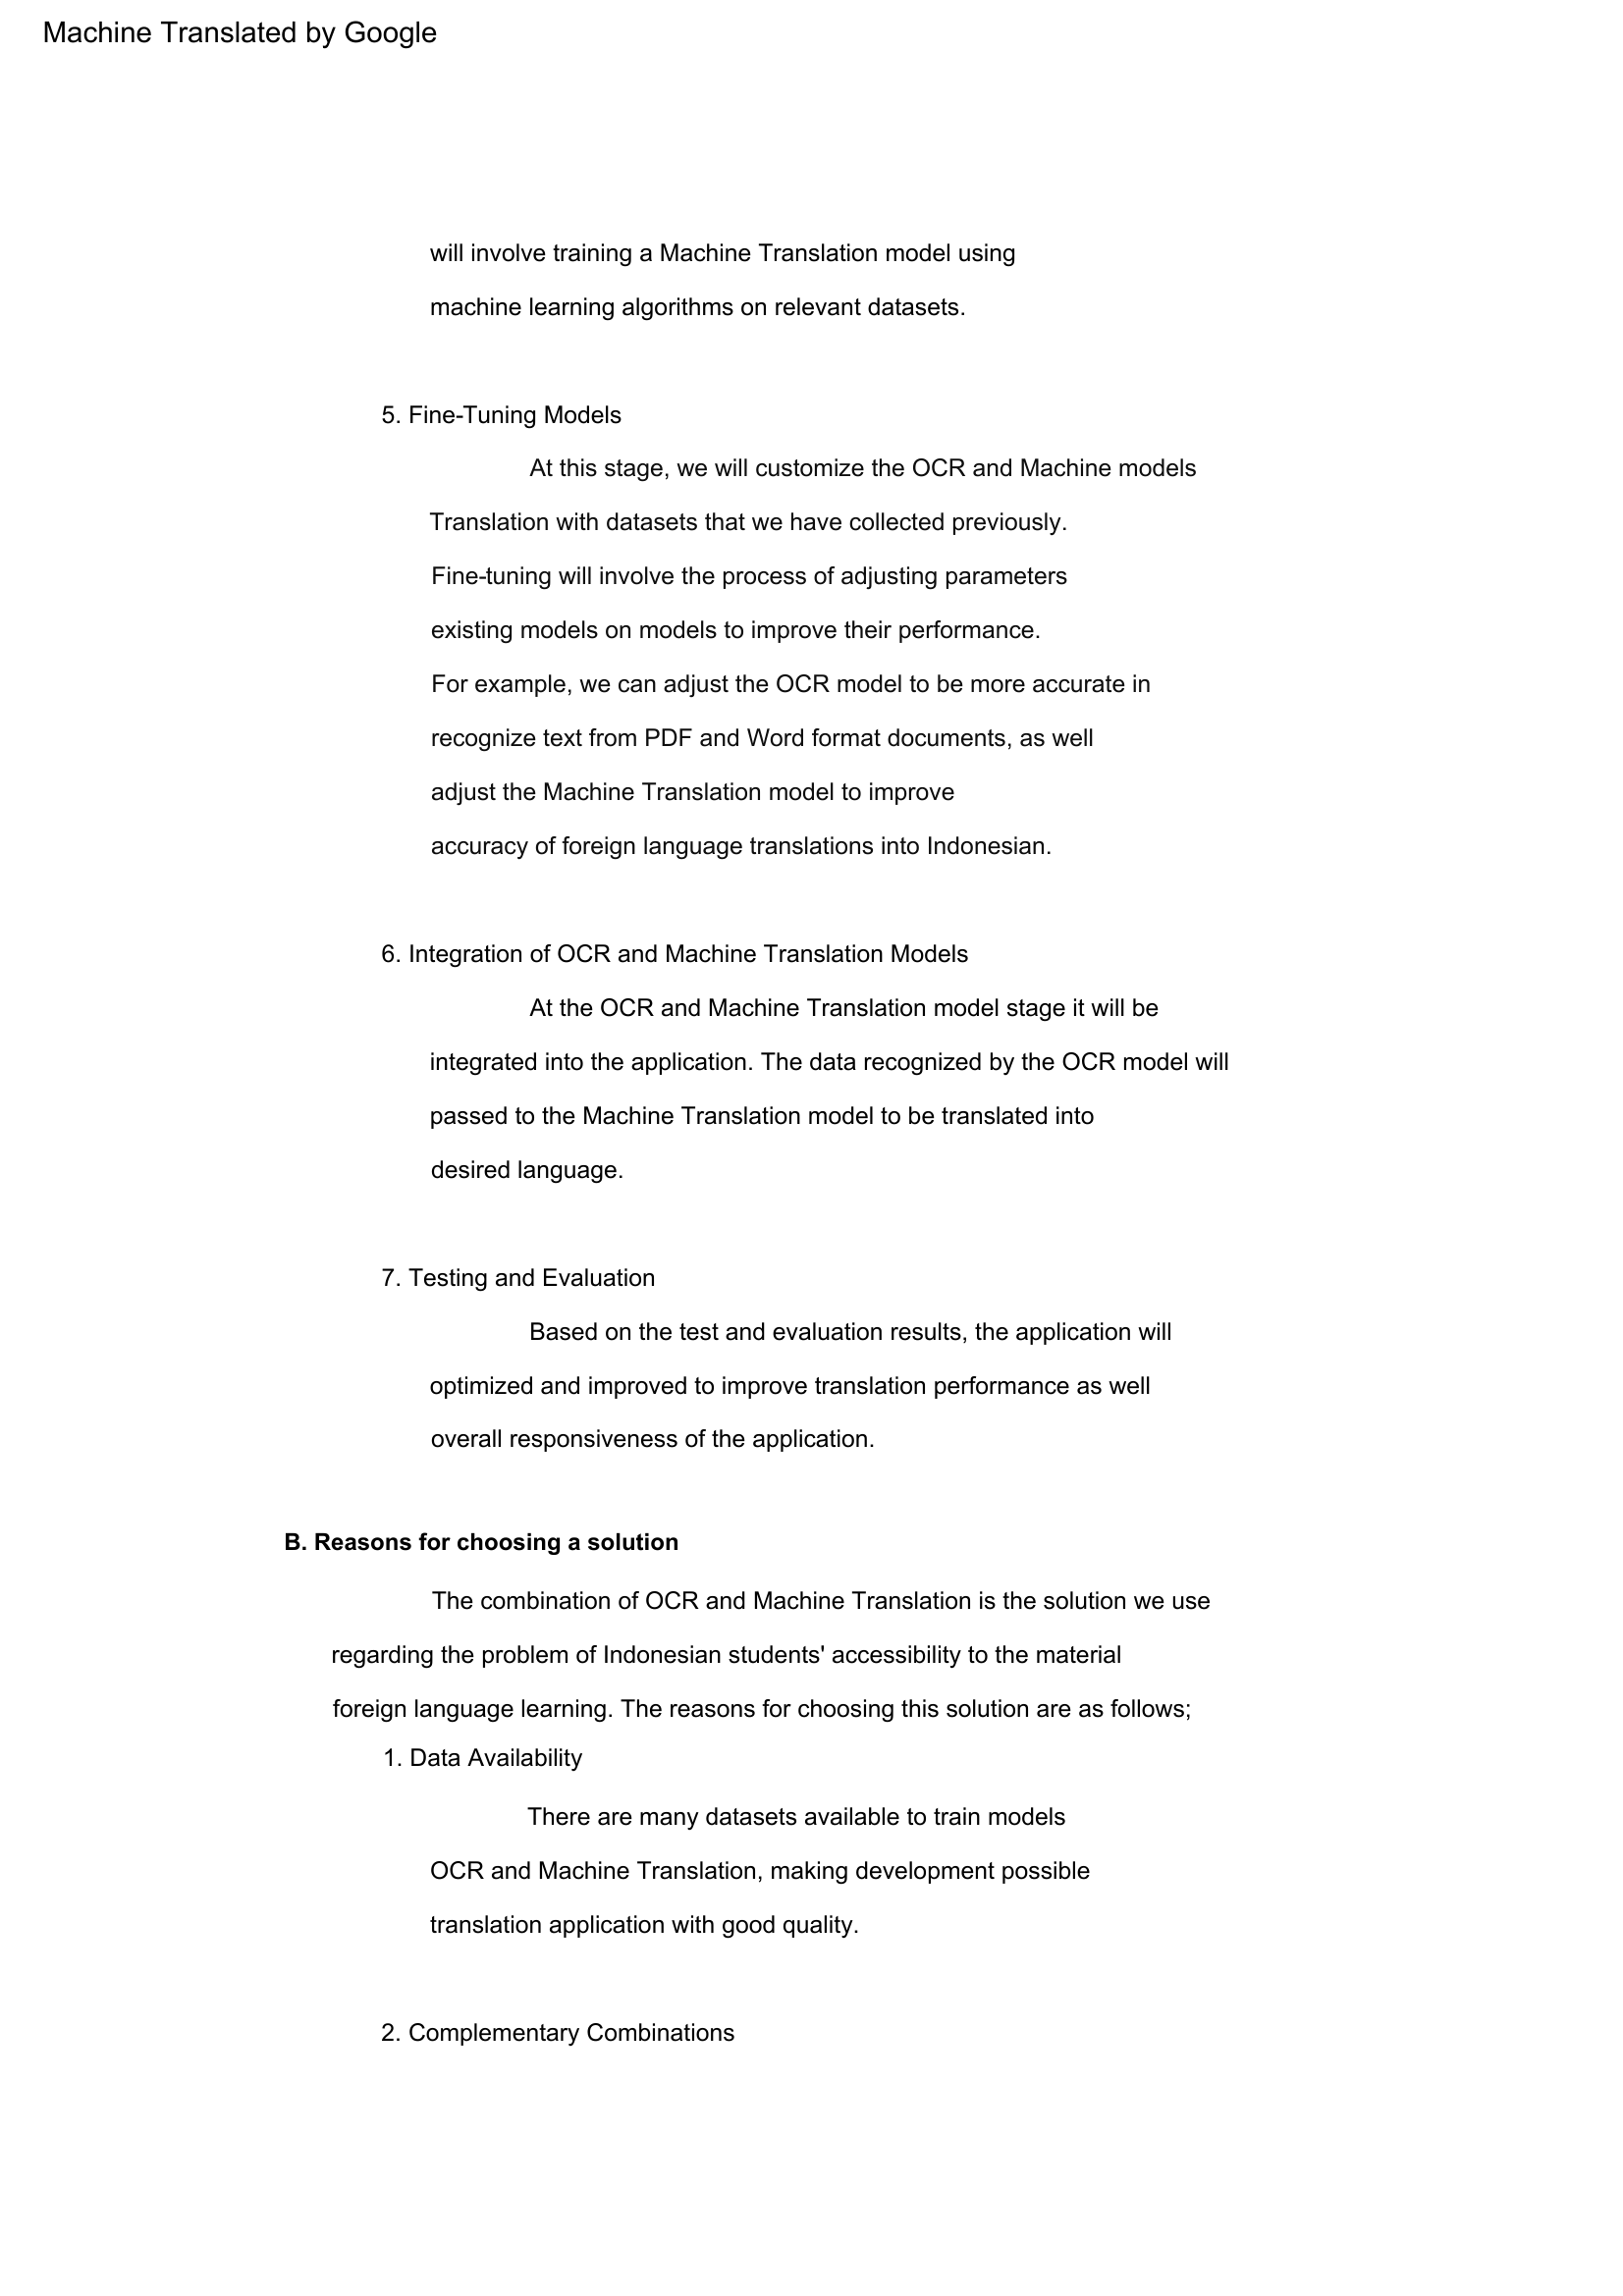 Machine Translated by Google
will involve training a Machine Translation model using
machine learning algorithms on relevant datasets.
5. Fine-Tuning Models
At this stage, we will customize the OCR and Machine models
Translation with datasets that we have collected previously.
Fine-tuning will involve the process of adjusting parameters
existing models on models to improve their performance.
For example, we can adjust the OCR model to be more accurate in
recognize text from PDF and Word format documents, as well
adjust the Machine Translation model to improve
accuracy of foreign language translations into Indonesian.
6. Integration of OCR and Machine Translation Models
At the OCR and Machine Translation model stage it will be
integrated into the application. The data recognized by the OCR model will
passed to the Machine Translation model to be translated into
desired language.
7. Testing and Evaluation
Based on the test and evaluation results, the application will
optimized and improved to improve translation performance as well
overall responsiveness of the application.
B. Reasons for choosing a solution
The combination of OCR and Machine Translation is the solution we use
regarding the problem of Indonesian students' accessibility to the material
foreign language learning. The reasons for choosing this solution are as follows;
1. Data Availability
There are many datasets available to train models
OCR and Machine Translation, making development possible
translation application with good quality.
2. Complementary Combinations